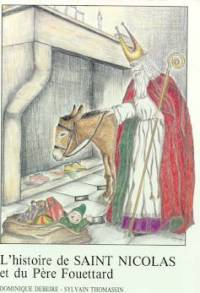 L'histoire de SAINT NICOLAS
et du Père Fouettard
DOMINIQUE DEBEIRE - SYLVAIN THOMASSIN